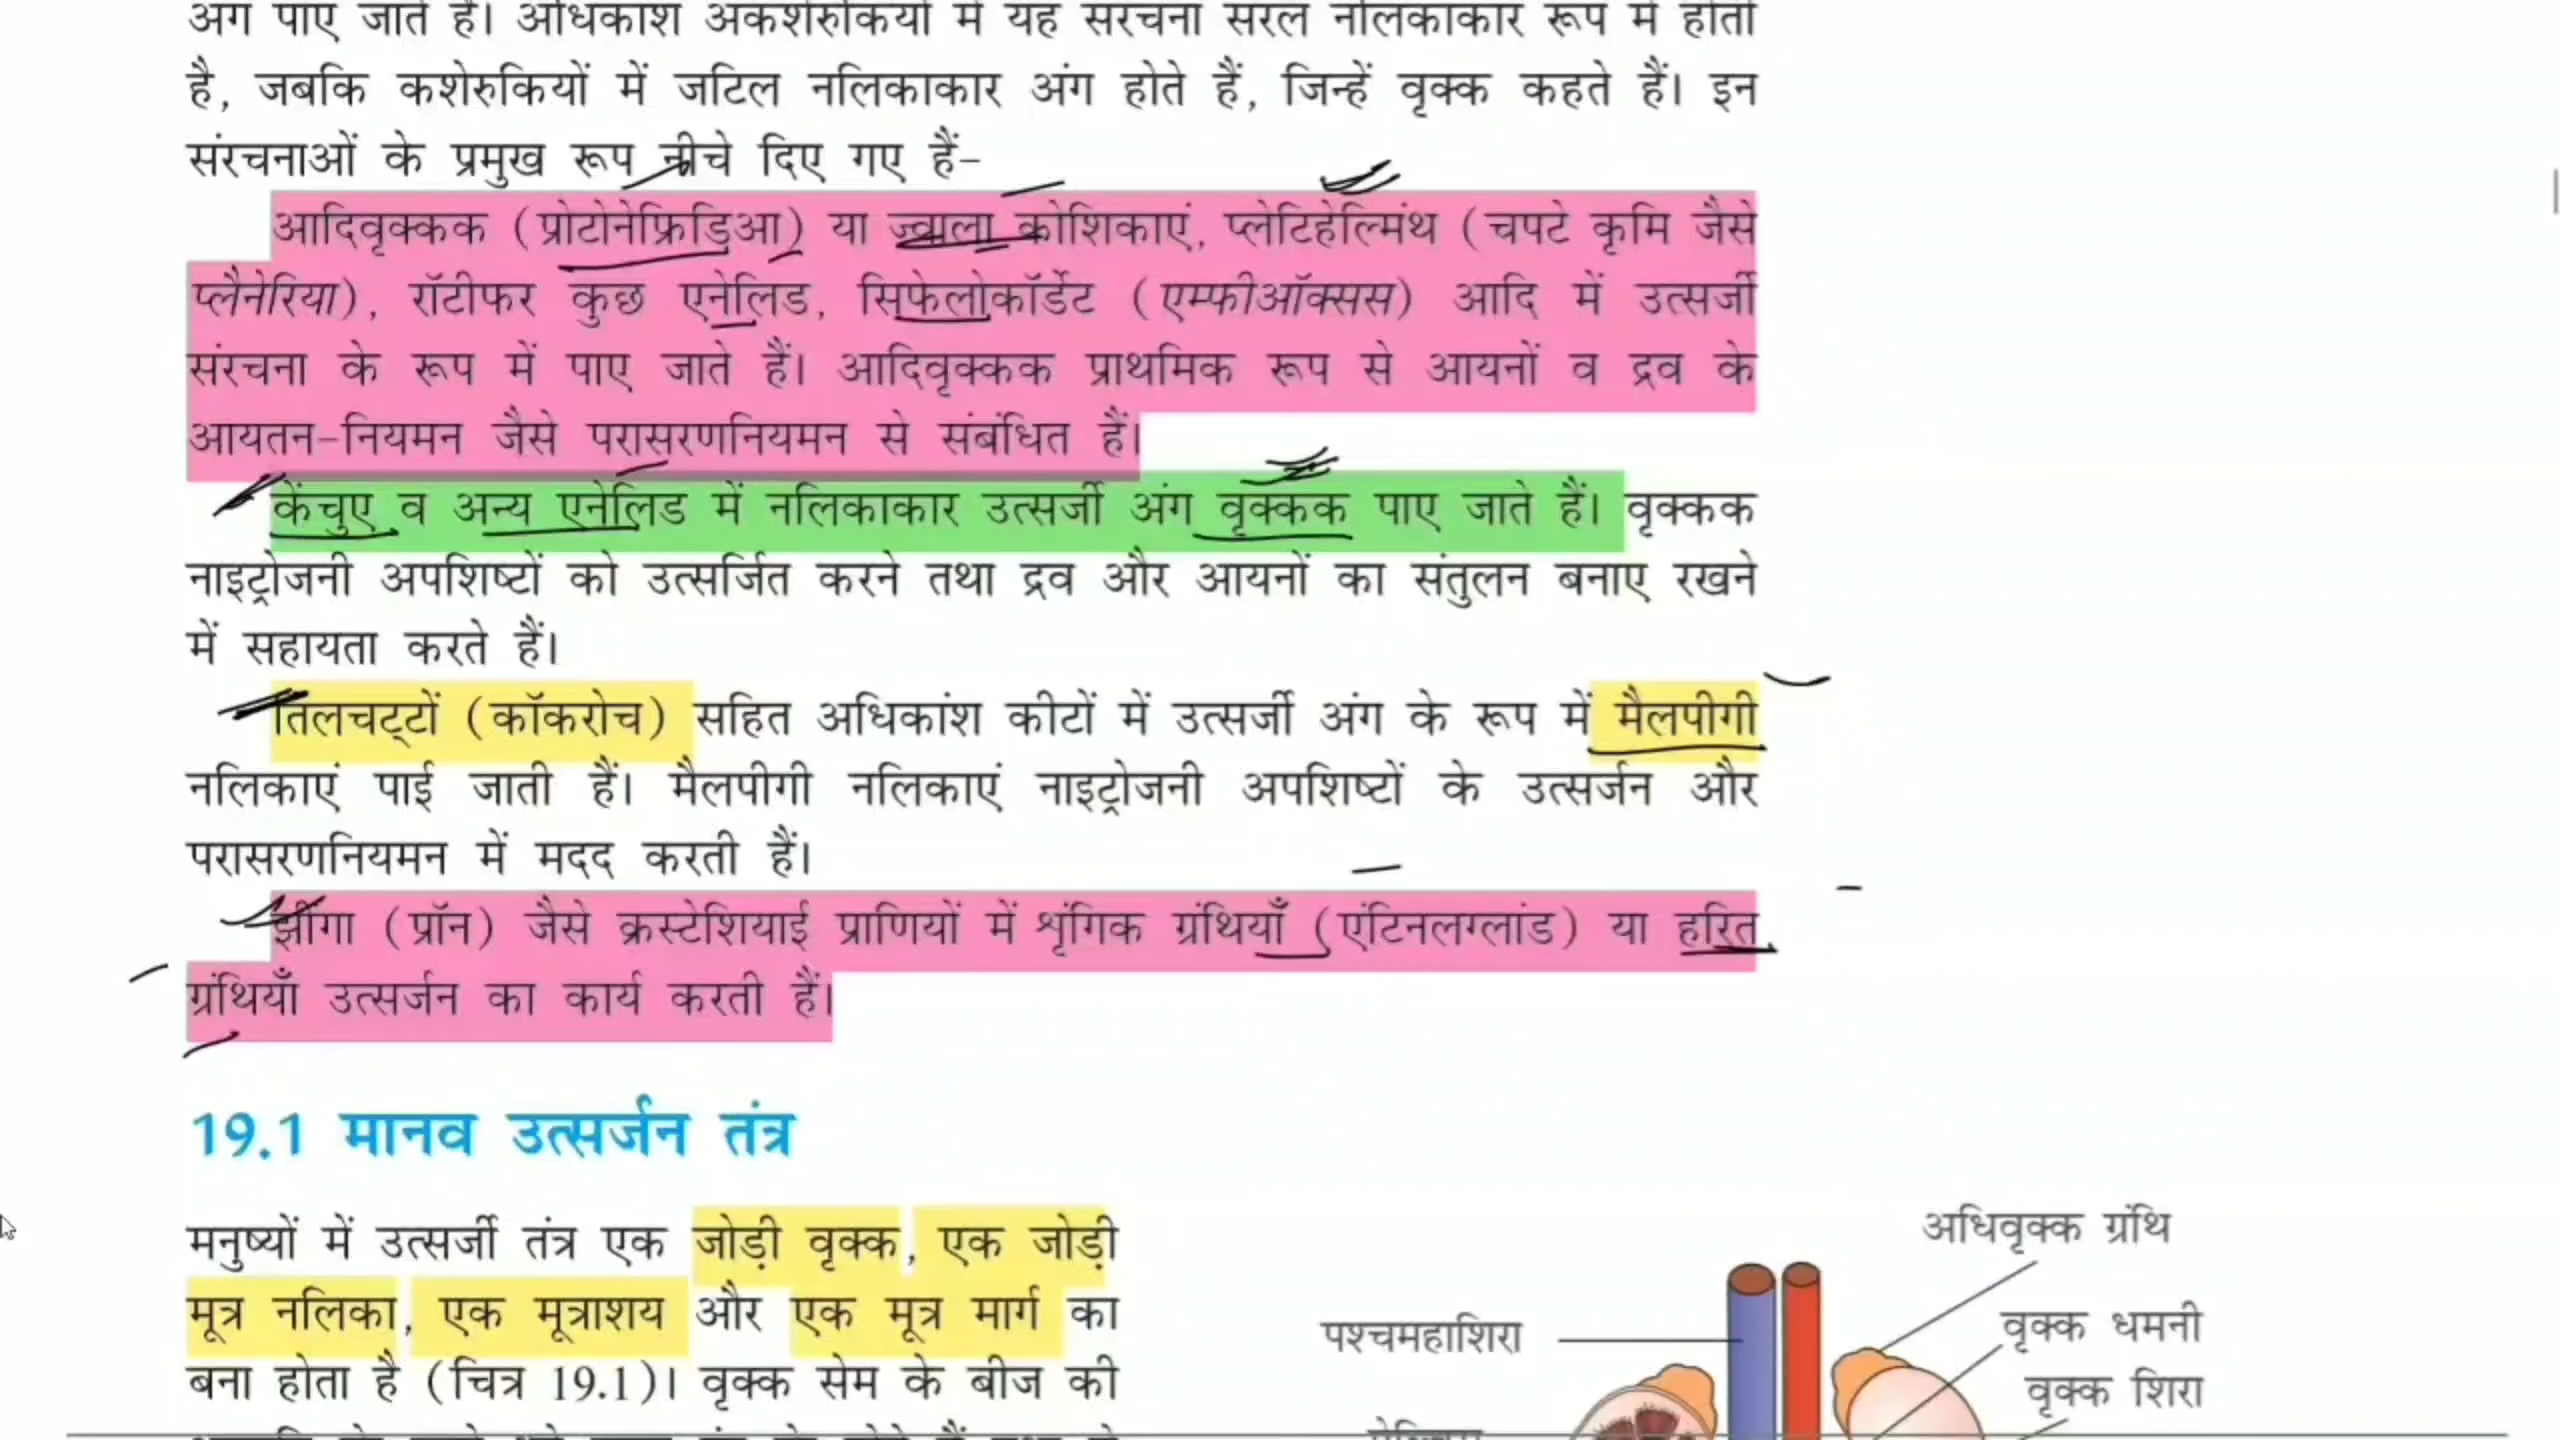 अंग पाए जाते हैं। अधिकांश अकशेरुकियों में यह संरचना सरल नलिकाकार रूप में होती
है, जबकि कशेरुकियों में जटिल नलिकाकार अंग होते हैं, जिन्हें वृक्क कहते हैं। इन
संरचनाओं के प्रमुख रूप नीचे दिए गए हैं–
आदिवृक्कक (प्रोटोनेफ्रिडिआ) या ज्वाला कोशिकाएं, प्लेटिहेल्मिंथ (चपटे कृमि जैसे
प्लैनेरिया), रॉटीफर कुछ एनेलिड, सिफेलोकॉर्डेट (एम्फीऑक्सस) आदि में उत्सर्जी
संरचना के रूप में पाए जाते हैं। आदिवृक्कक प्राथमिक रूप से आयनों व द्रव के
आयतन–नियमन जैसे परासरणनियमन से संबंधित हैं।
केंचुए व अन्य एनेलिड में नलिकाकार उत्सर्जी अंग वृक्कक पाए जाते हैं। वृक्कक
नाइट्रोजनी अपशिष्टों को उत्सर्जित करने तथा द्रव और आयनों का संतुलन बनाए रखने
में सहायता करते हैं।
तिलचट्टों (कॉकरोच) सहित अधिकांश कीटों में उत्सर्जी अंग के रूप में मैलपीगी
नलिकाएं पाई जाती हैं। मैलपीगी नलिकाएं नाइट्रोजनी अपशिष्टों के उत्सर्जन और
परासरणनियमन में मदद करती हैं।
झींगा (प्रॉन) जैसे क्रस्टेशियाई प्राणियों में शृंगिक ग्रंथियाँ (एंटिनलग्लांड) या हरित
ग्रंथियाँ उत्सर्जन का कार्य करती हैं।
19.1 मानव उत्सर्जन तंत्र
मनुष्यों में उत्सर्जी तंत्र एक जोड़ी वृक्क, एक जोड़ी
मूत्र नलिका, एक मूत्राशय और एक मूत्र मार्ग का
बना होता है (चित्र 19.1)। वृक्क सेम के बीज की
अधिवृक्क ग्रंथि
पश्चमहाशिरा
वृक्क धमनी
वृक्क शिरा